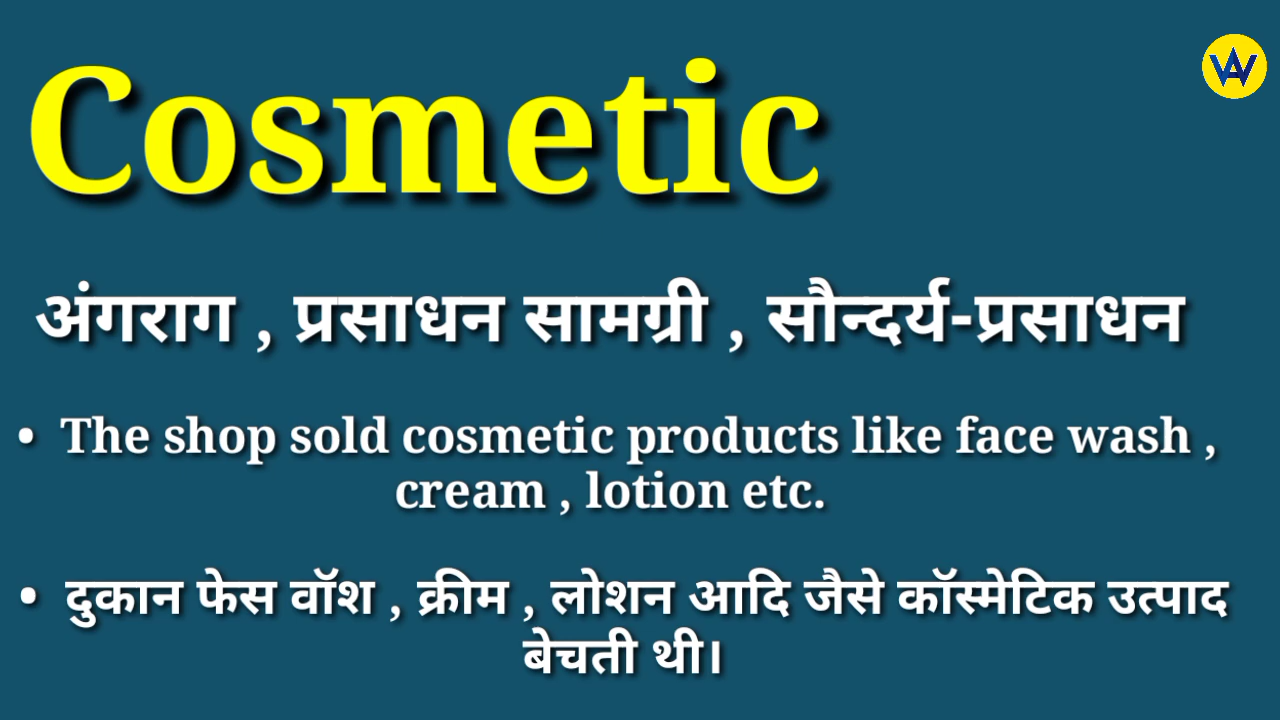 Cosmetic
अंगराग , प्रसाधन सामग्री , सौन्दर्य-प्रसाधन
• The shop sold cosmetic products like face wash ,
cream , lotion etc.
• दुकान फेस वॉश , क्रीम , लोशन आदि जैसे कॉस्मेटिक उत्पाद
बेचती थी।